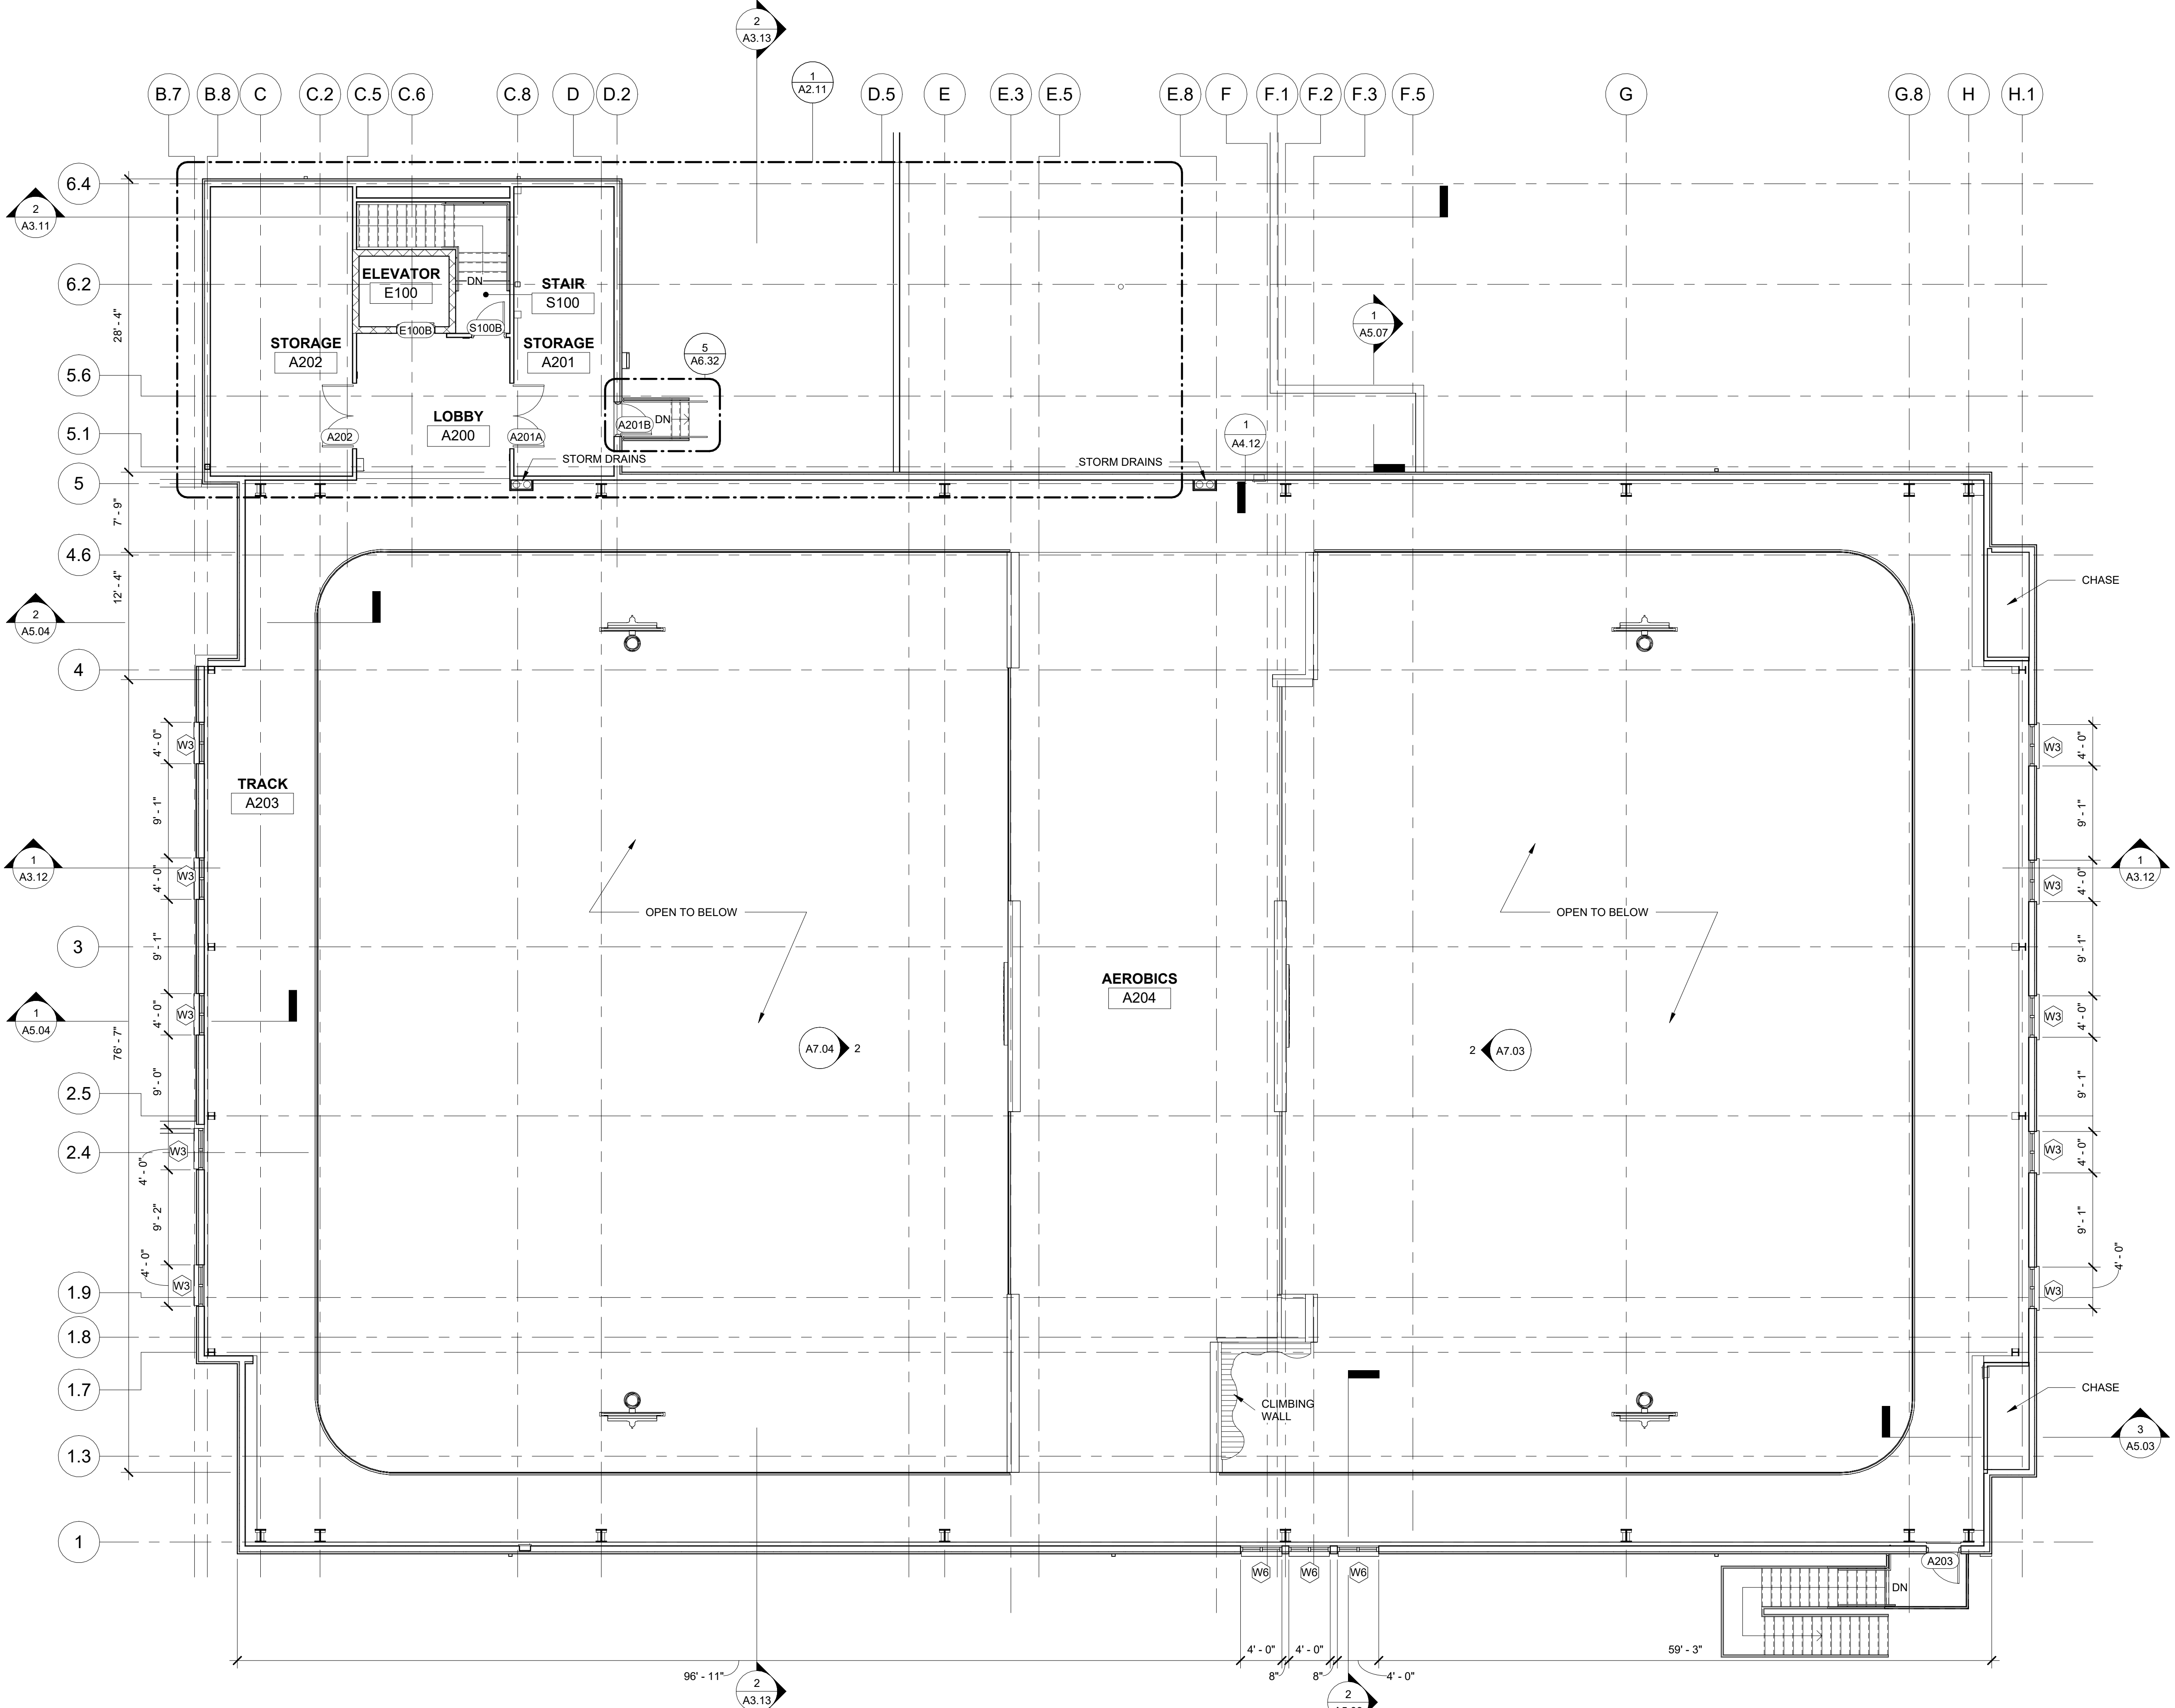 2
A3.13
1
A2.11
B.7
B.8
C
C.2
C.5
C.6
C.8
D
D.2
D.5
E
E.3
E.5
E.8
F
F.1
F.2
F.3
F.5
G
G.8
H
H.1
6.4
2
A3.11
6.2
ELEVATOR
E100
DN
STAIR
S100
E100B
S100B
28' - 4"
STORAGE
A202
STORAGE
A201
5
A6.32
1
A5.07
5.6
LOBBY
A200
A202
A201A
A201B
DN
1
A4.12
5.1
STORM DRAINS
STORM DRAINS
5
7' - 9"
4.6
12' - 4"
CHASE
2
A5.04
4
W3
4' - 0"
W3
4' - 0"
TRACK
A203
9' - 1"
9' - 1"
1
A3.12
W3
4' - 0"
W3
4' - 0"
1
A3.12
OPEN TO BELOW
OPEN TO BELOW
3
9' - 1"
9' - 1"
AEROBICS
A204
1
A5.04
W3
4' - 0"
W3
4' - 0"
76' - 7"
A7.04
2
2
A7.03
9' - 0"
9' - 1"
2.5
2.4
W3
4' - 0"
W3
4' - 0"
9' - 2"
9' - 1"
4' - 0"
W3
W3
4' - 0"
1.9
1.8
1.7
CLIMBING
WALL
CHASE
1.3
3
A5.03
1
W6
W6
W6
A203
DN
96' - 11"
4' - 0"
8"
4' - 0"
8"
4' - 0"
59' - 3"
2
A3.13
2